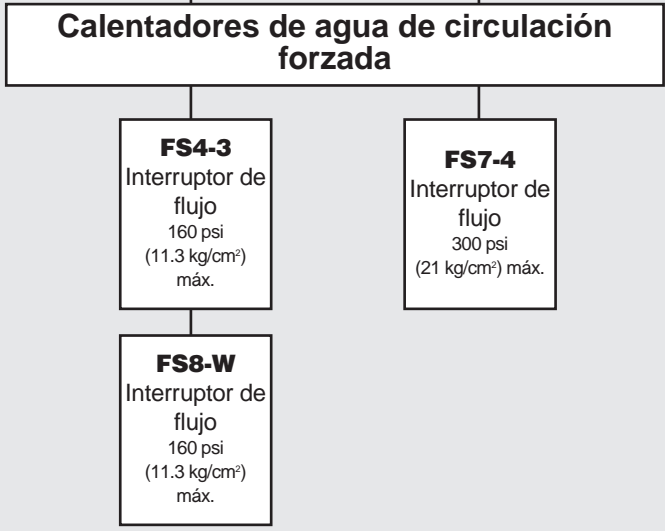 Calentadores de agua de circulación
forzada
FS4-3
Interruptor de
flujo
160 psi
(11.3 kg/cm²)
máx.
FS7-4
Interruptor de
flujo
300 psi
(21 kg/cm²) máx.
FS8-W
Interruptor de
flujo
160 psi
(11.3 kg/cm²)
máx.